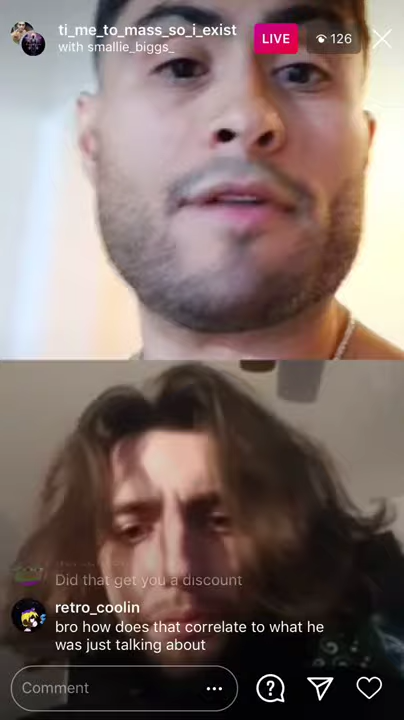 ti_me_to_mass_so_i_exist
with smallie_biggs_
LIVE
126
Did that get you a discount
retro_coolin
bro how does that correlate to what he
was just talking about
Comment